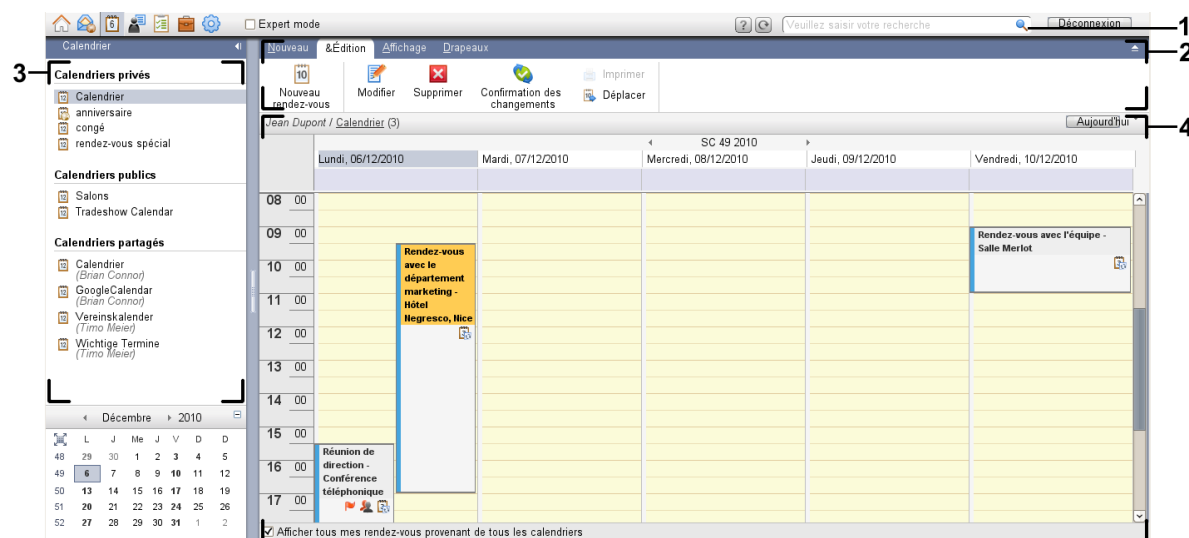 Expert mode
Veuillez saisir votre recherche
Déconnexion
1
Calendrier
Nouveau &Édition Affichage Drapeaux
2
3
Calendriers privés
Calendrier
anniversaire
congé
rendez-vous spécial
Calendriers publics
Salons
Tradeshow Calendar
Calendriers partagés
Calendrier
(Brian Connor)
GoogleCalendar
(Brian Connor)
Vereinskalender
(Timo Meier)
Wichtige Termine
(Timo Meier)
Décembre 2010
L J Me J V D D
48 29 30 1 2 3 4 5
49 6 7 8 9 10 11 12
50 13 14 15 16 17 18 19
51 20 21 22 23 24 25 26
52 27 28 29 30 31 1 2
Nouveau
rendez-vous
Modifier
Supprimer
Confirmation des
changements
Imprimer
Déplacer
Jean Dupont / Calendrier (3)
Aujourd'hui
4
SC 49 2010
Lundi, 06/12/2010 Mardi, 07/12/2010 Mercredi, 08/12/2010 Jeudi, 09/12/2010 Vendredi, 10/12/2010
08 00
09 00
10 00
11 00
12 00
13 00
14 00
15 00
16 00
17 00
Rendez-vous
avec le
département
marketing -
Hôtel
Negresco, Nice
Réunion de
direction -
Conférence
téléphonique
Rendez-vous avec l'équipe -
Salle Merlot
Afficher tous mes rendez-vous provenant de tous les calendriers